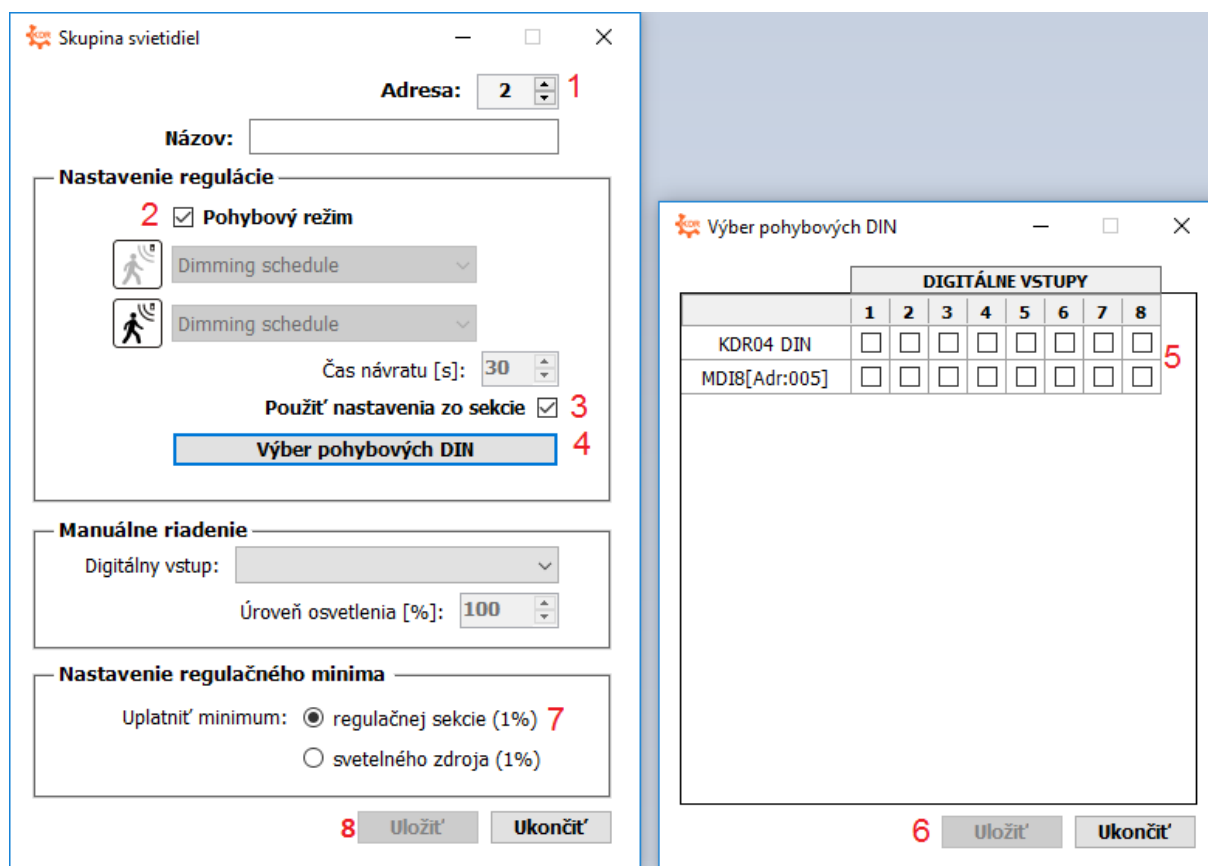 KDR Skupina svietidiel
Adresa: 2 1
Názov:
Nastavenie regulácie
2 Pohybový režim
Dimming schedule
Dimming schedule
Čas návratu [s]: 30
Použiť nastavenia zo sekcie 3
Výber pohybových DIN 4
Manuálne riadenie
Digitálny vstup:
Úroveň osvetlenia [%]: 100
Nastavenie regulačného minima
Uplatniť minimum: regulačnej sekcie (1%) 7
svetelného zdroja (1%)
8 Uložiť Ukončiť
KDR Výber pohybových DIN
DIGITÁLNE VSTUPY
1 2 3 4 5 6 7 8
KDR04 DIN
5
MDI8[Adr:005]
6 Uložiť Ukončiť